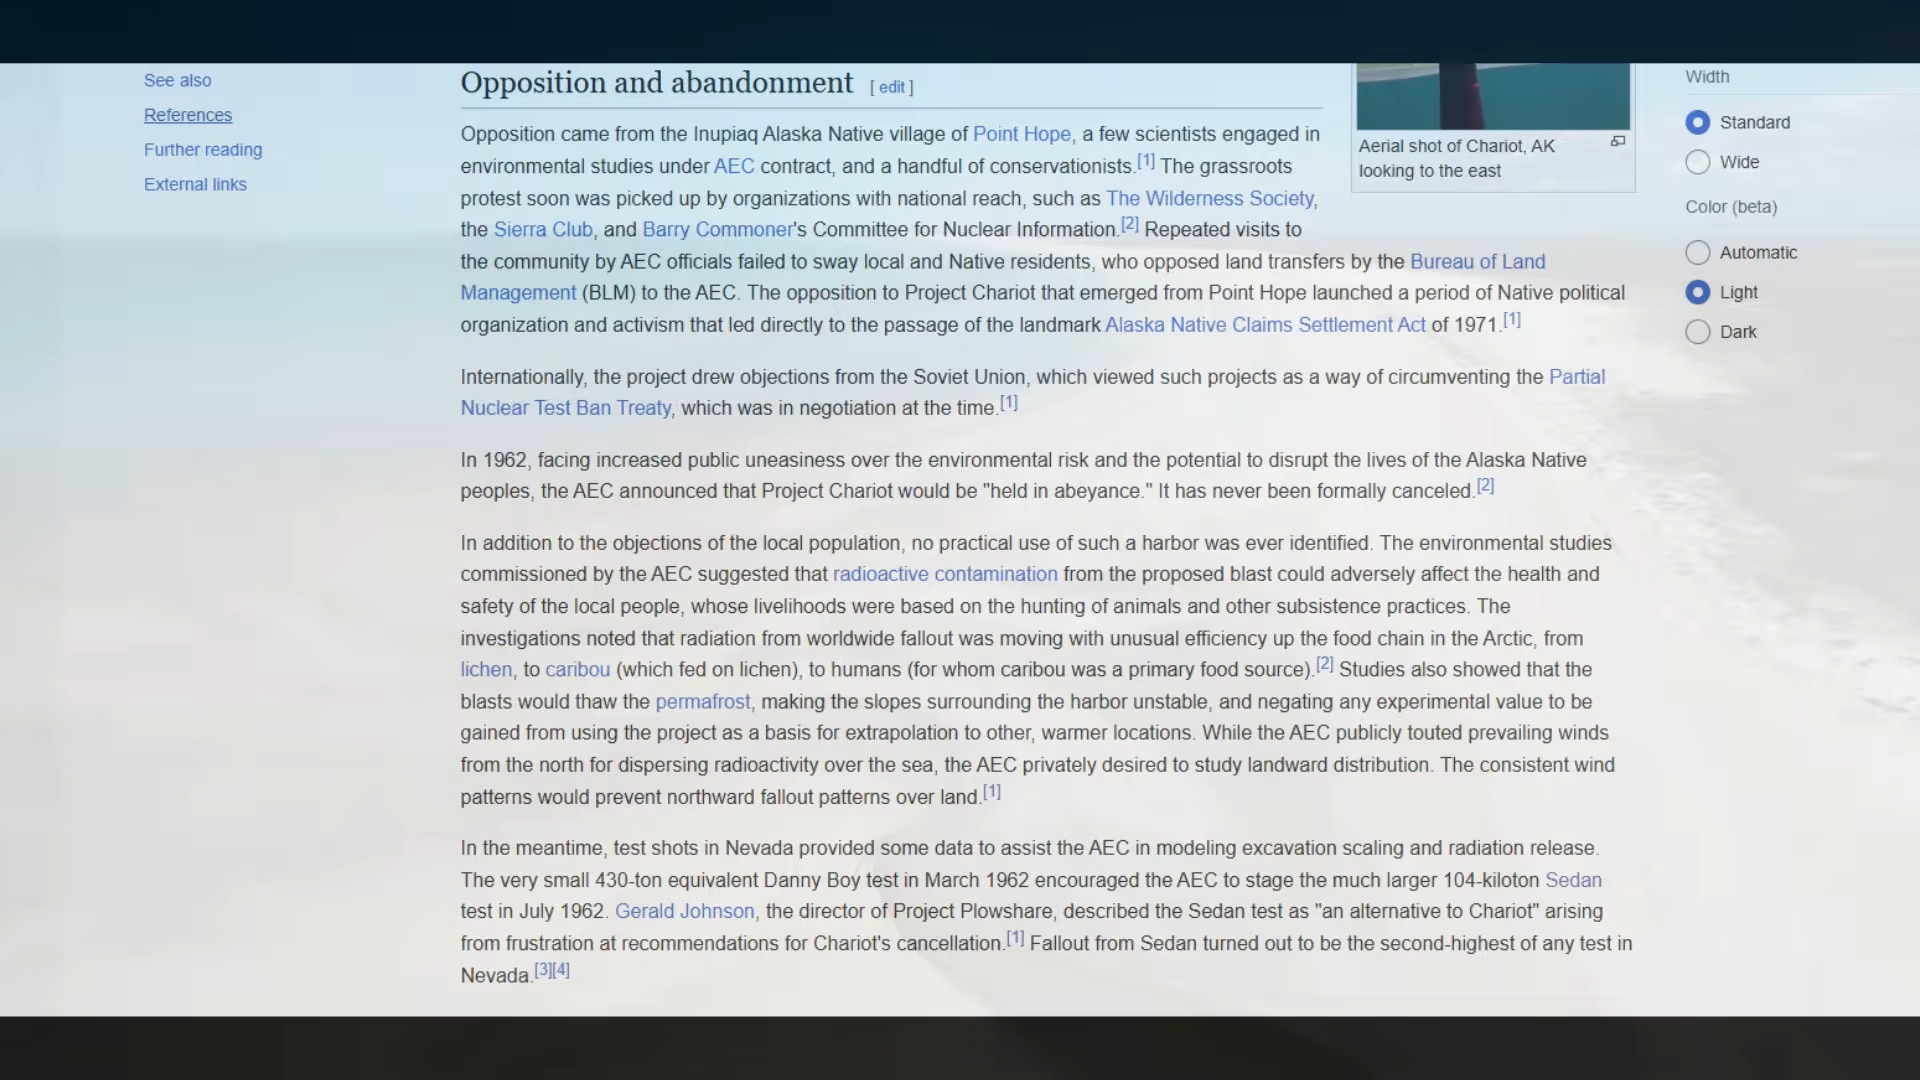 See also
References
Further reading
External links
Opposition and abandonment [ edit ]
Opposition came from the Inupiaq Alaska Native village of Point Hope, a few scientists engaged in
environmental studies under AEC contract, and a handful of conservationists.[1] The grassroots
protest soon was picked up by organizations with national reach, such as The Wilderness Society,
the Sierra Club, and Barry Commoner's Committee for Nuclear Information.[2] Repeated visits to
the community by AEC officials failed to sway local and Native residents, who opposed land transfers by the Bureau of Land
Management (BLM) to the AEC. The opposition to Project Chariot that emerged from Point Hope launched a period of Native political
organization and activism that led directly to the passage of the landmark Alaska Native Claims Settlement Act of 1971.[1]
Internationally, the project drew objections from the Soviet Union, which viewed such projects as a way of circumventing the Partial
Nuclear Test Ban Treaty, which was in negotiation at the time.[1]
In 1962, facing increased public uneasiness over the environmental risk and the potential to disrupt the lives of the Alaska Native
peoples, the AEC announced that Project Chariot would be "held in abeyance." It has never been formally canceled.[2]
In addition to the objections of the local population, no practical use of such a harbor was ever identified. The environmental studies
commissioned by the AEC suggested that radioactive contamination from the proposed blast could adversely affect the health and
safety of the local people, whose livelihoods were based on the hunting of animals and other subsistence practices. The
investigations noted that radiation from worldwide fallout was moving with unusual efficiency up the food chain in the Arctic, from
lichen, to caribou (which fed on lichen), to humans (for whom caribou was a primary food source).[2] Studies also showed that the
blasts would thaw the permafrost, making the slopes surrounding the harbor unstable, and negating any experimental value to be
gained from using the project as a basis for extrapolation to other, warmer locations. While the AEC publicly touted prevailing winds
from the north for dispersing radioactivity over the sea, the AEC privately desired to study landward distribution. The consistent wind
patterns would prevent northward fallout patterns over land.[1]
In the meantime, test shots in Nevada provided some data to assist the AEC in modeling excavation scaling and radiation release.
The very small 430-ton equivalent Danny Boy test in March 1962 encouraged the AEC to stage the much larger 104-kiloton Sedan
test in July 1962. Gerald Johnson, the director of Project Plowshare, described the Sedan test as "an alternative to Chariot" arising
from frustration at recommendations for Chariot's cancellation.[1] Fallout from Sedan turned out to be the second-highest of any test in
Nevada.[3][4]
Aerial shot of Chariot, AK
looking to the east
Width
Standard
Wide
Color (beta)
Automatic
Light
Dark